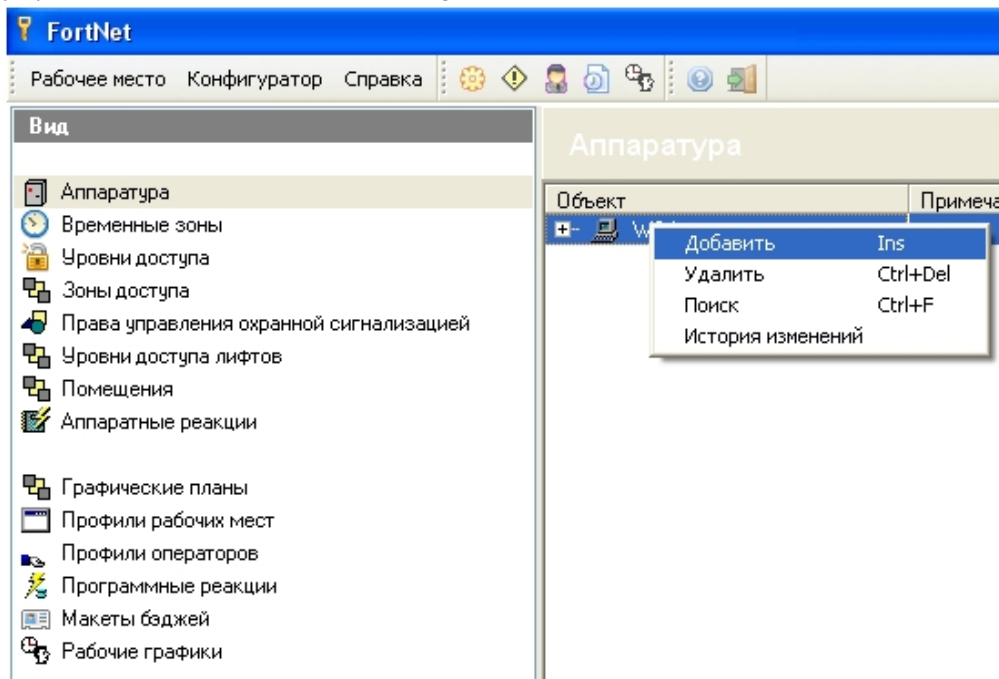 FortNet
Рабочее место Конфигуратор Справка
Вид
Аппаратура
Аппаратура
Временные зоны
Уровни доступа
Зоны доступа
Права управления охранной сигнализацией
Уровни доступа лифтов
Помещения
Аппаратные реакции
Графические планы
Профили рабочих мест
Профили операторов
Программные реакции
Макеты бэджей
Рабочие графики
Объект Примеча
Добавить Ins
Удалить Ctrl+Del
Поиск Ctrl+F
История изменений